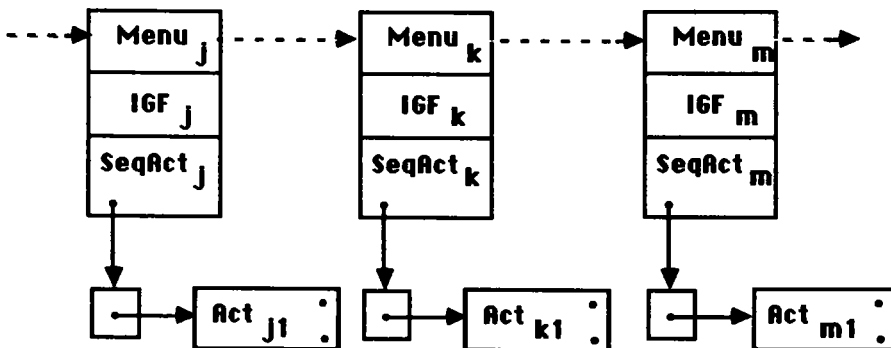 Menu j Menu k Menu m
IGF j IGF k IGF m
SeqAct j SeqAct k SeqAct m
Act j1 Act k1 Act m1